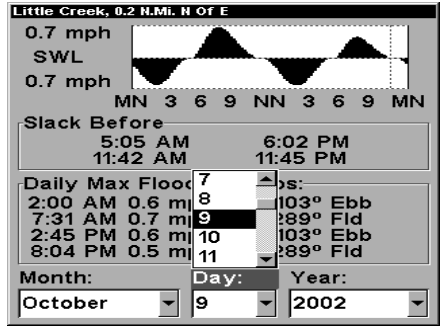 Little Creek, 0.2 N.Mi. N Of E
0.7 mph
SWL
0.7 mph
MN 3 6 9 NN 3 6 9 MN
Slack Before
5:05 AM 6:02 PM
11:42 AM 11:45 PM
Daily Max Flood
2:00 AM 0.6 103º Ebb
7:31 AM 0.7 289º Fld
2:45 PM 0.6 103º Ebb
8:04 PM 0.5 289º Fld
7
8
9
10
11
Month: Day: Year:
October 9 2002